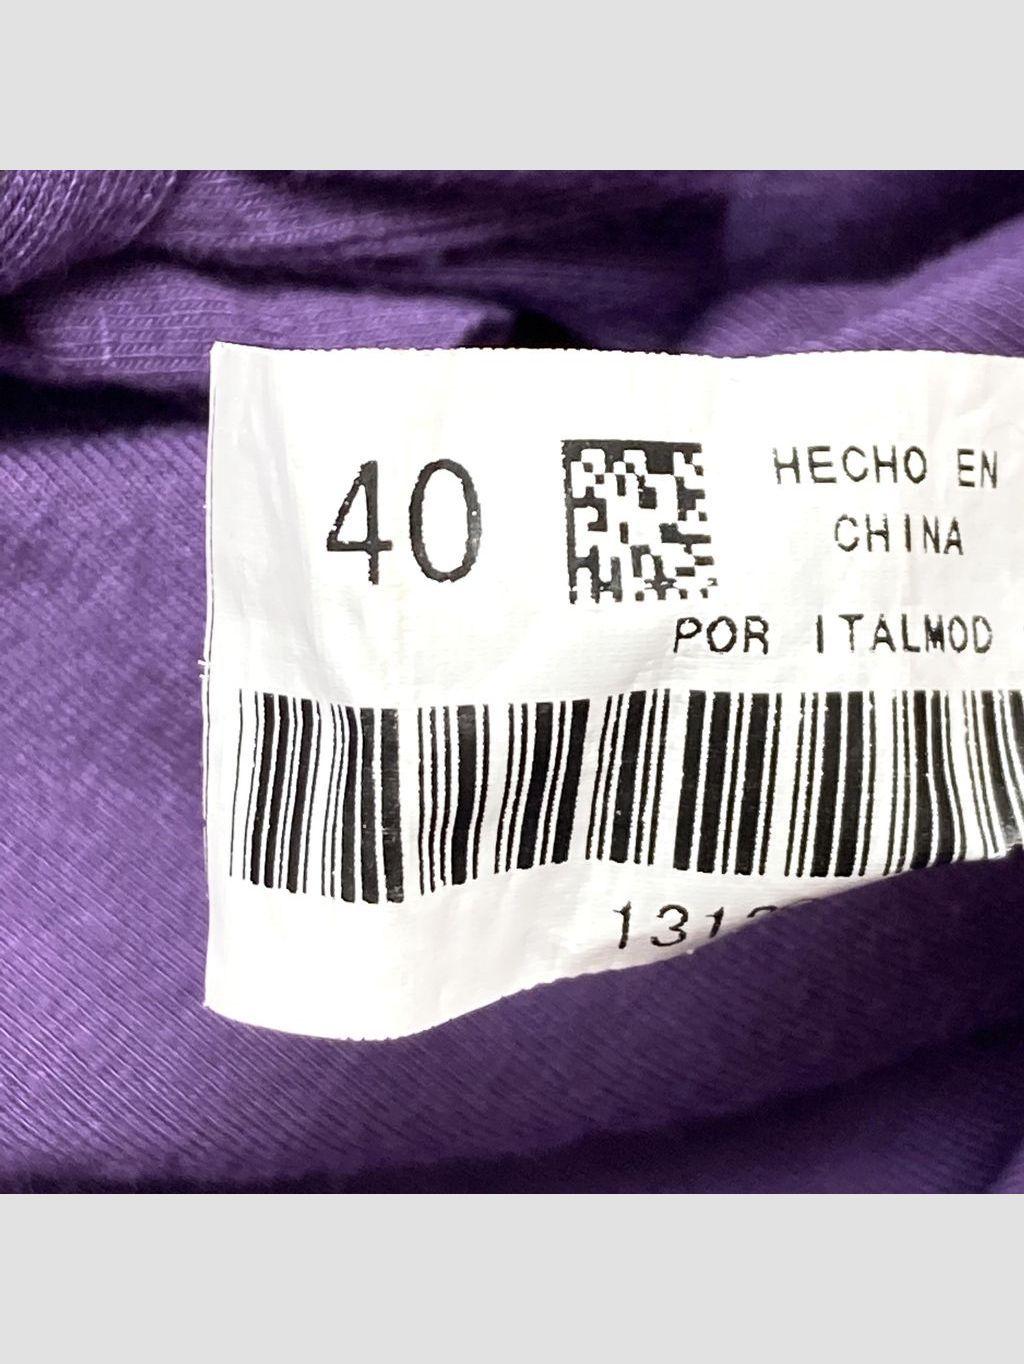 40
HECHO EN
CHINA
POR ITALMOD